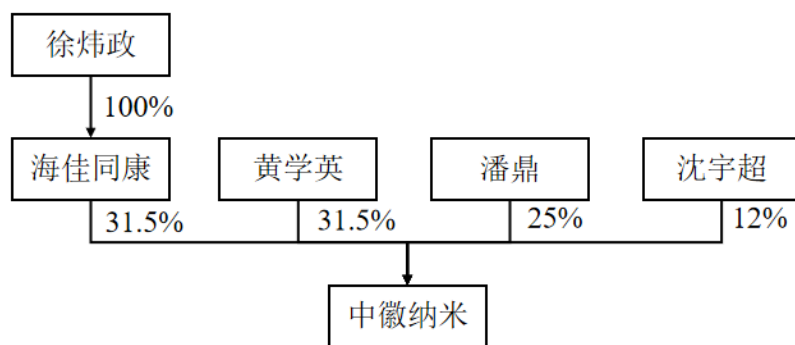 徐炜政
100%
海佳同康
黄学英
潘鼎
沈宇超
31.5%
31.5%
25%
12%
中徽纳米